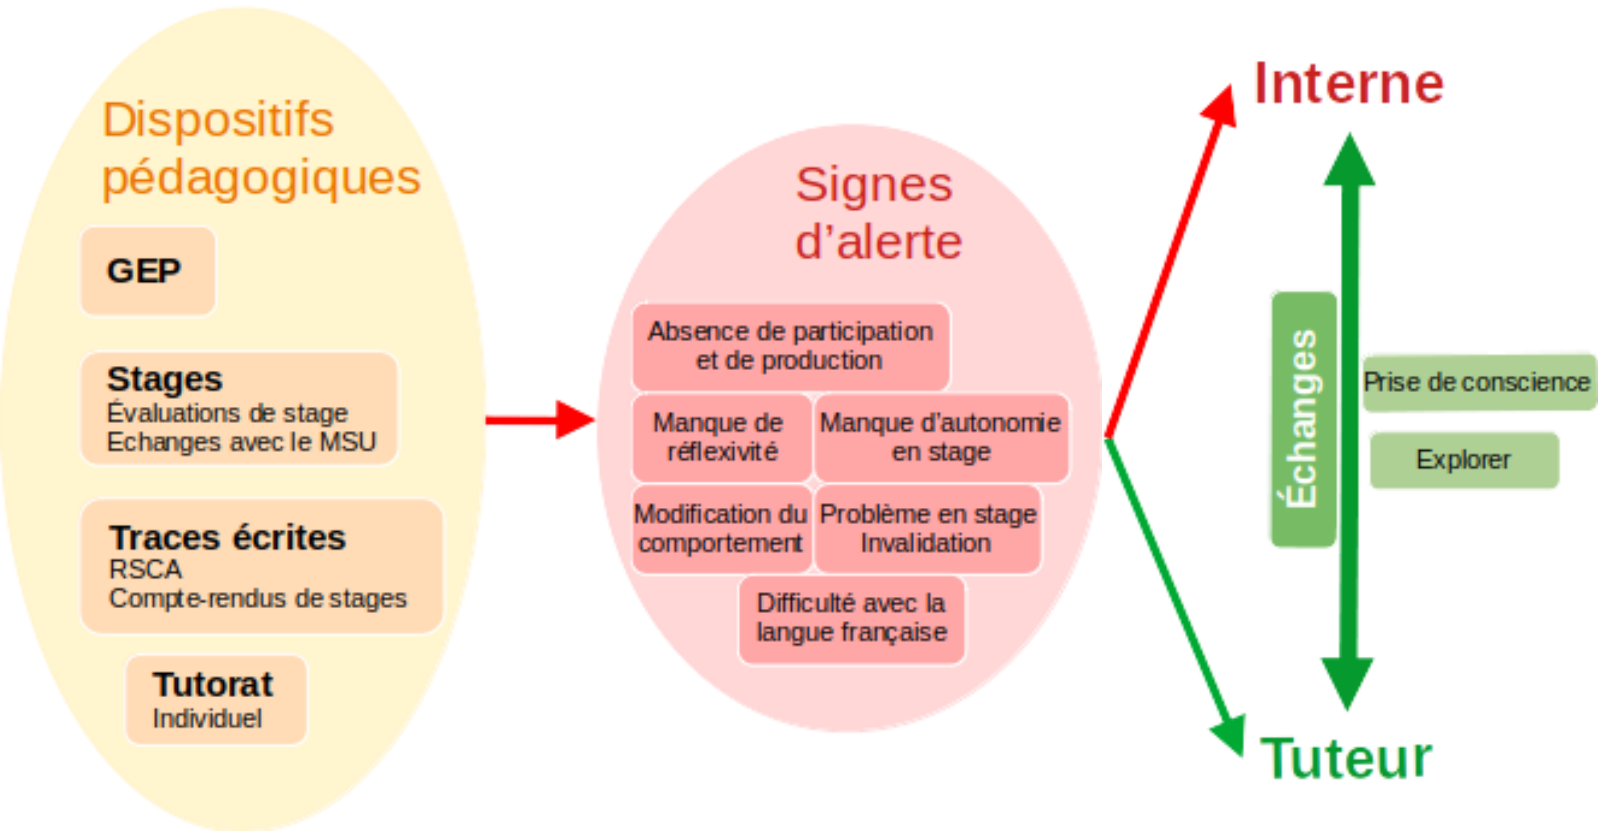 Dispositifs
pédagogiques
GEP
Stages
Évaluations de stage
Echanges avec le MSU
Traces écrites
RSCA
Compte-rendus de stages
Tutorat
Individuel
Signes
d'alerte
Absence de participation
et de production
Manque de
réflexivité
Manque d'autonomie
en stage
Modification du
comportement
Problème en stage
Invalidation
Difficulté avec la
langue française
Interne
Échanges
Prise de conscience
Explorer
Tuteur